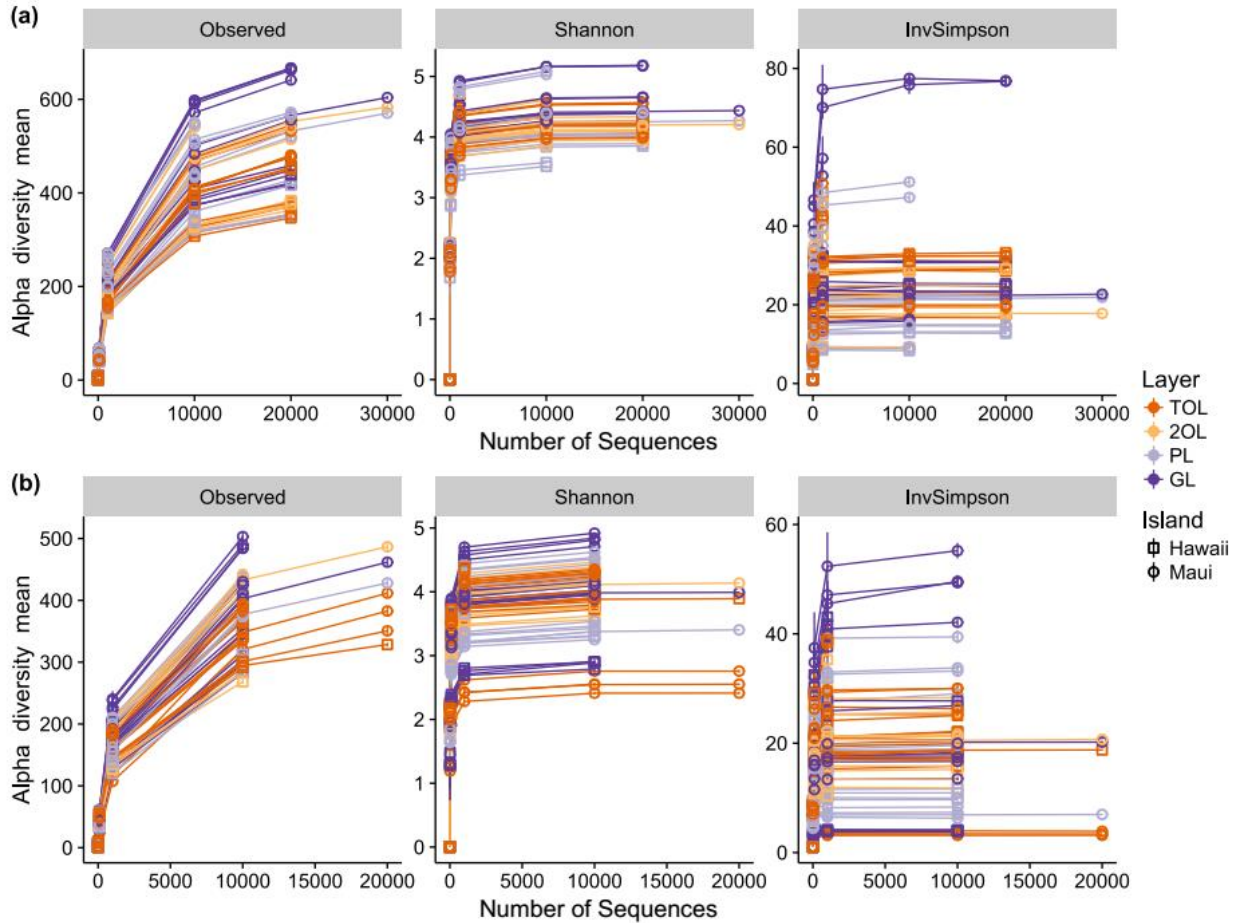 (a)
Observed
Shannon
InvSimpson
Alpha diversity mean
600
400
200
0
5
4
3
2
1
0
80
60
40
20
0
0 10000 20000 30000
0 10000 20000 30000
0 10000 20000 30000
Number of Sequences
(b)
Observed
Shannon
InvSimpson
Alpha diversity mean
500
400
300
200
100
0
5
4
3
2
1
0
60
40
20
0
0 5000 10000 15000 20000
0 5000 10000 15000 20000
0 5000 10000 15000 20000
Number of Sequences
Layer
TOL
2OL
PL
GL
Island
Hawaii
Maui